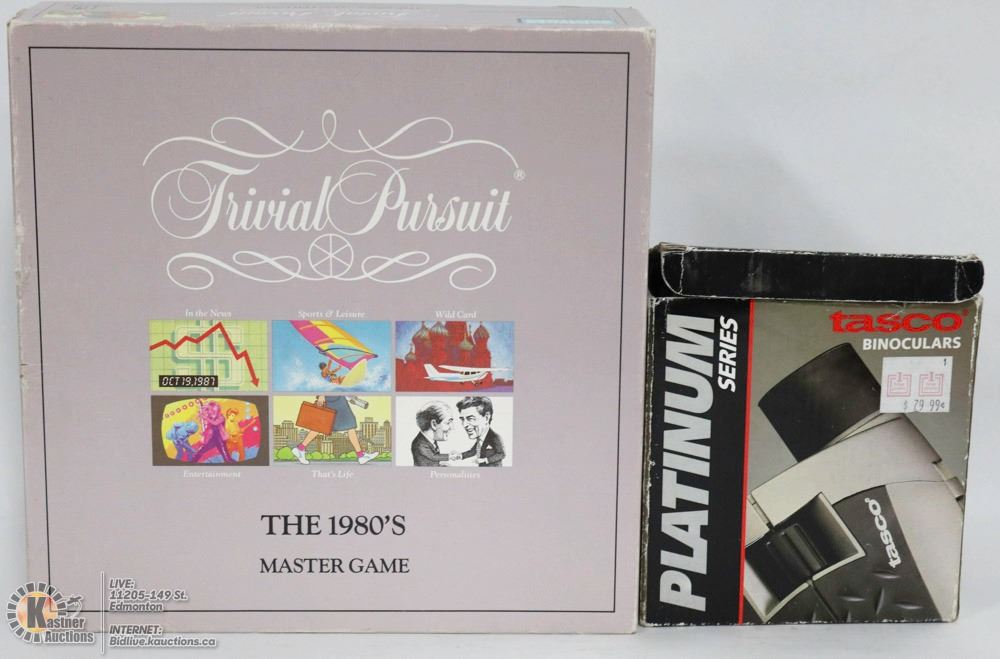 Trivial Pursuit®
In the News
Sports & Leisure
Wild Card
OCT 19, 1987
Entertainment
That's Life
Personalities
THE 1980'S
MASTER GAME
PLATINUM
SERIES
tasco®
BINOCULARS
1
$ 79.99¢
tasco®
Kastner
Auctions
LIVE:
11205-149 St.
Edmonton
INTERNET:
Bidlive.kauctions.ca